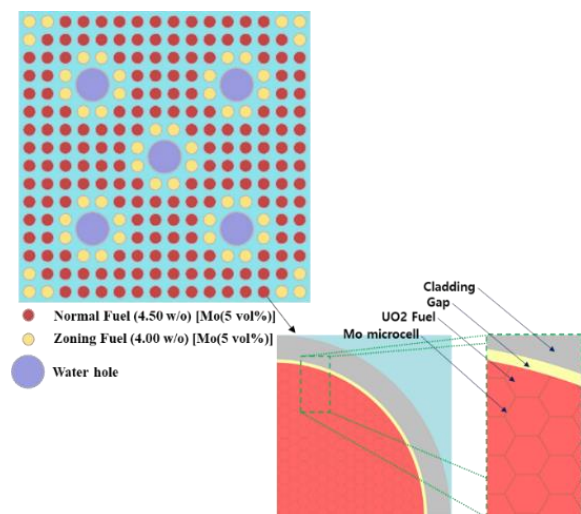 Normal Fuel (4.50 w/o) [Mo(5 vol%)]
Zoning Fuel (4.00 w/o) [Mo(5 vol%)]
Water hole
Cladding
Gap
UO2 Fuel
Mo microcell